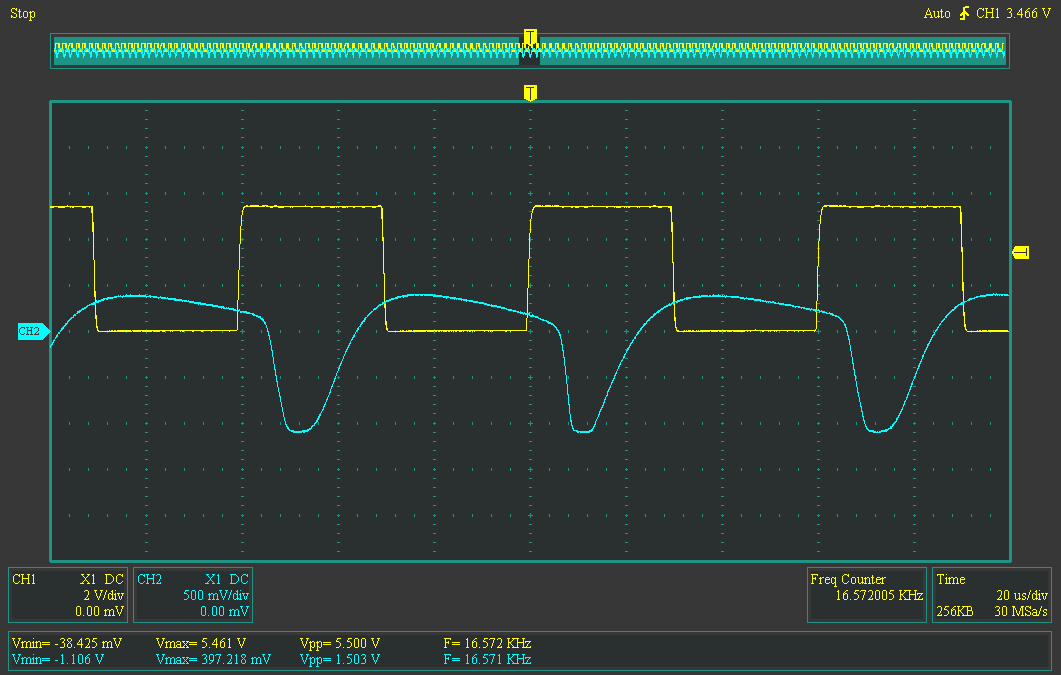 Stop
Auto CH1 3.466 V
T
T
T
CH2
CH1 X1 DC
2 V/div
0.00 mV
CH2 X1 DC
500 mV/div
0.00 mV
Freq Counter
16.572005 KHz
Time
20 us/div
256KB 30 MSa/s
Vmin= -38.425 mV Vmax= 5.461 V Vpp= 5.500 V F= 16.572 KHz
Vmin= -1.106 V Vmax= 397.218 mV Vpp= 1.503 V F= 16.571 KHz